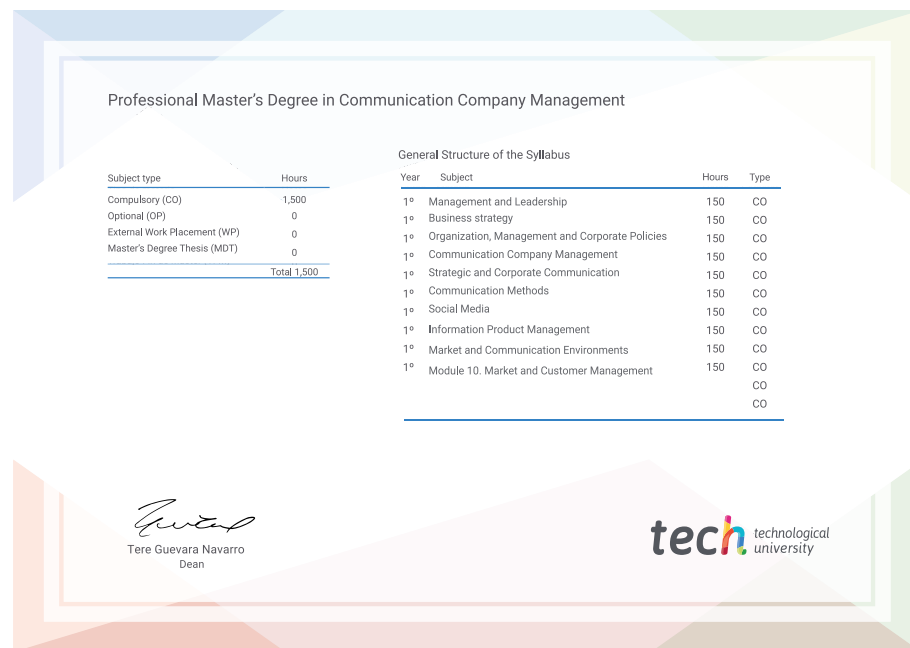 Professional Master's Degree in Communication Company Management
Subject type Hours
Compulsory (CO) 1,500
Optional (OP) 0
External Work Placement (WP) 0
Master's Degree Thesis (MDT) 0
Total 1,500
General Structure of the Syllabus
Year Subject Hours Type
1º Management and Leadership 150 CO
1º Business strategy 150 CO
1º Organization, Management and Corporate Policies 150 CO
1º Communication Company Management 150 CO
1º Strategic and Corporate Communication 150 CO
1º Communication Methods 150 CO
1º Social Media 150 CO
1º Information Product Management 150 CO
1º Market and Communication Environments 150 CO
1º Module 10. Market and Customer Management 150 CO
CO
CO
Tere Guevara Navarro
Dean
tech technological
university